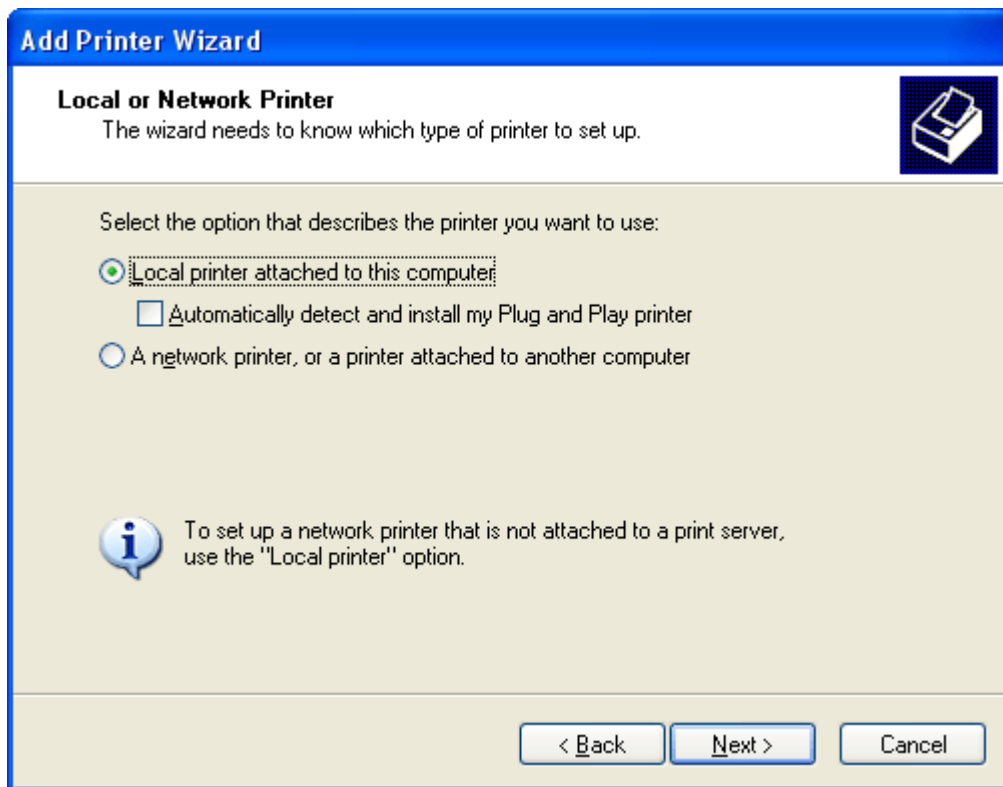 Add Printer Wizard
Local or Network Printer
The wizard needs to know which type of printer to set up.
Select the option that describes the printer you want to use:
Local printer attached to this computer
Automatically detect and install my Plug and Play printer
A network printer, or a printer attached to another computer
To set up a network printer that is not attached to a print server,
use the "Local printer" option.
< Back Next > Cancel